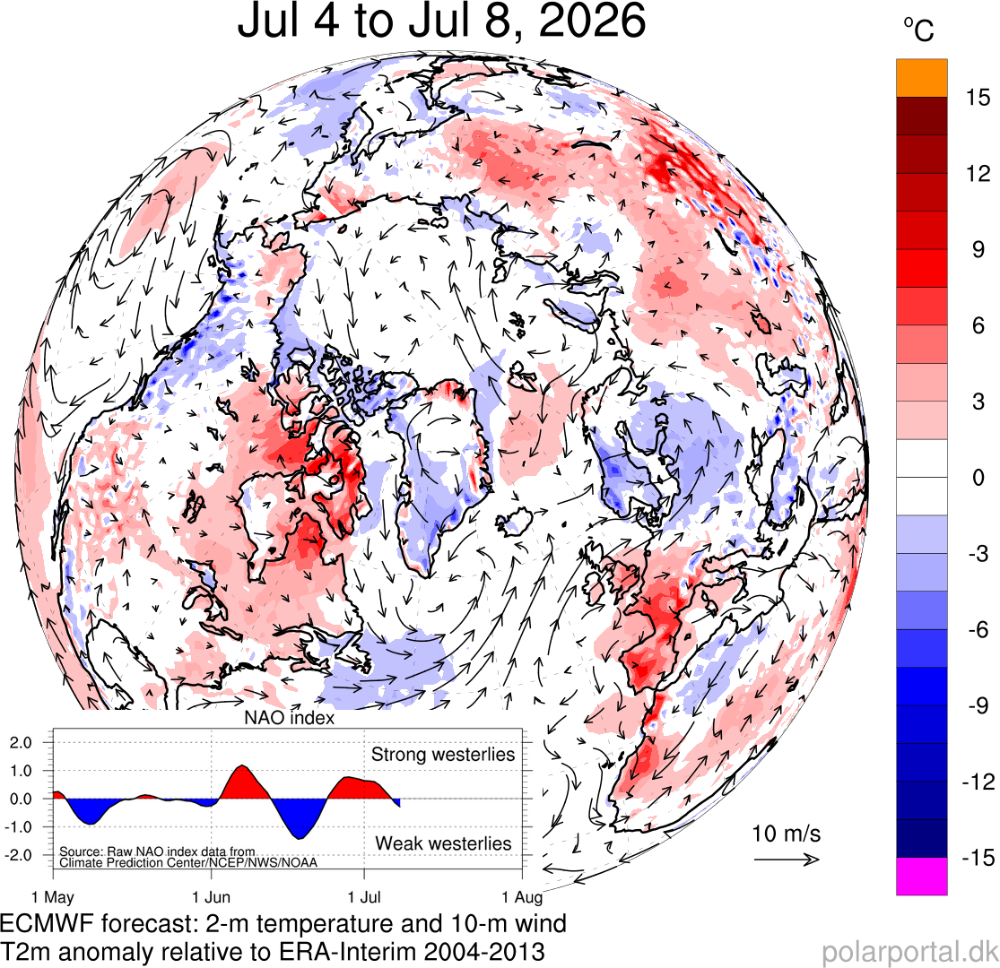 Jul 4 to Jul 8, 2026
°C
15
12
9
6
3
0
-3
-6
-9
-12
-15
NAO index
2.0
1.0
0.0
-1.0
-2.0
Strong westerlies
Weak westerlies
Source: Raw NAO index data from
Climate Prediction Center/NCEP/NWS/NOAA
1 May
1 Jun
1 Jul
1 Aug
10 m/s
ECMWF forecast: 2-m temperature and 10-m wind
T2m anomaly relative to ERA-Interim 2004-2013
polarportal.dk